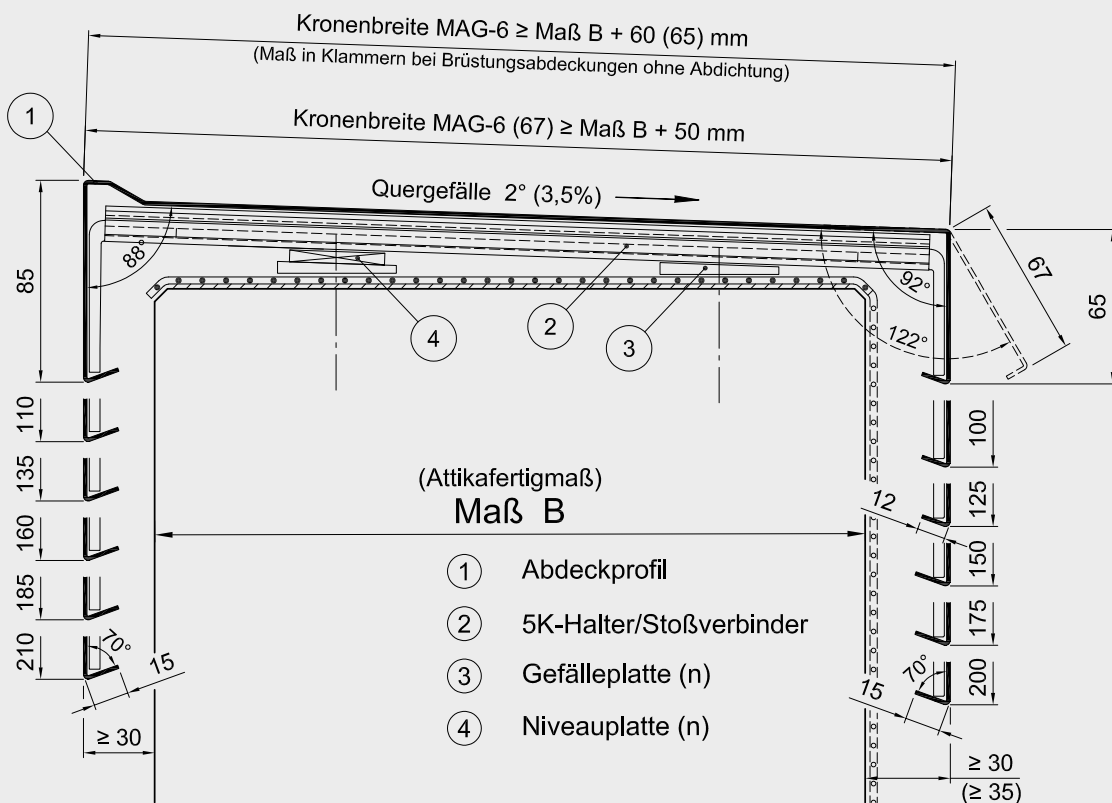 Kronenbreite MAG-6 ≥ Maß B + 60 (65) mm
(Maß in Klammern bei Brüstungsabdeckungen ohne Abdichtung)
1
Kronenbreite MAG-6 (67) ≥ Maß B + 50 mm
Quergefälle 2° (3,5%)
85
88°
92°
122°
67
65
4
2
3
110
135
160
185
210
70°
15
≥ 30
100
125
12
150
175
200
70°
15
≥ 30
(≥ 35)
(Attikafertigmaß)
Maß B
1 Abdeckprofil
2 5K-Halter/Stoßverbinder
3 Gefälleplatte (n)
4 Niveauplatte (n)